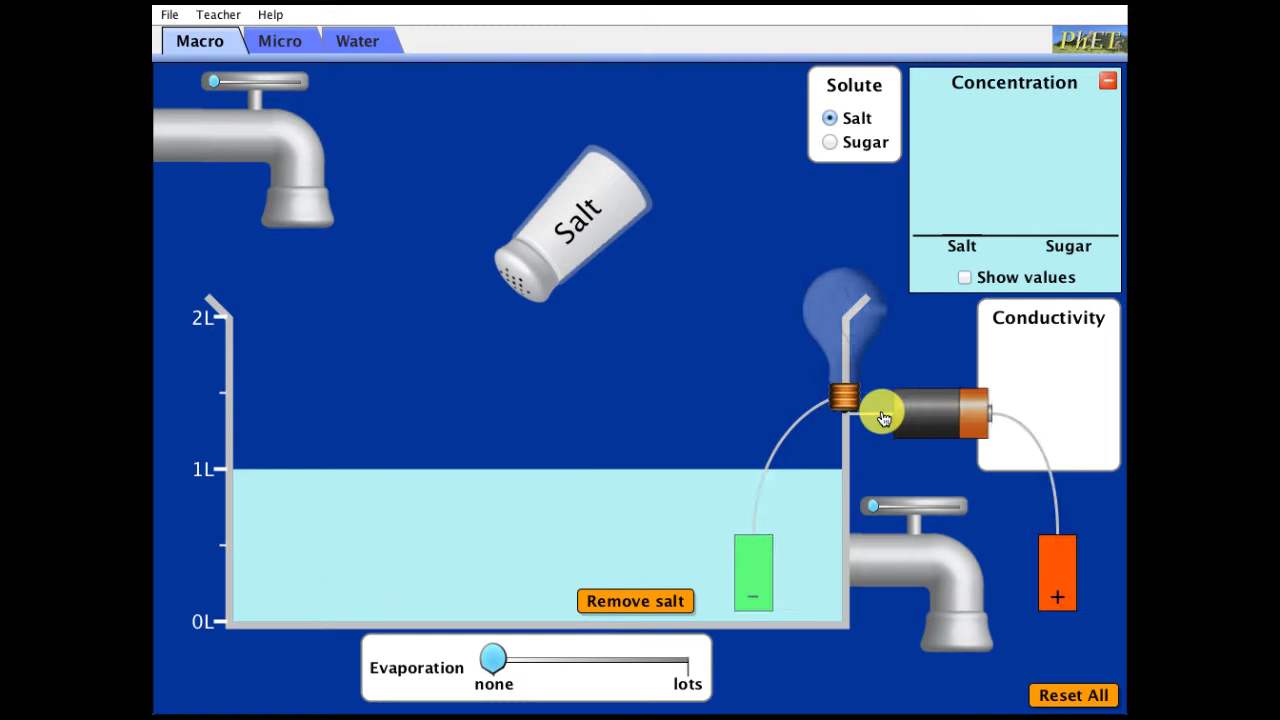 File Teacher Help
Macro Micro Water
PhET
Solute
Salt
Sugar
Concentration
Salt Sugar
Show values
Salt
2L
1L
0L
Conductivity
−
+
Remove salt
Evaporation
none lots
Reset All